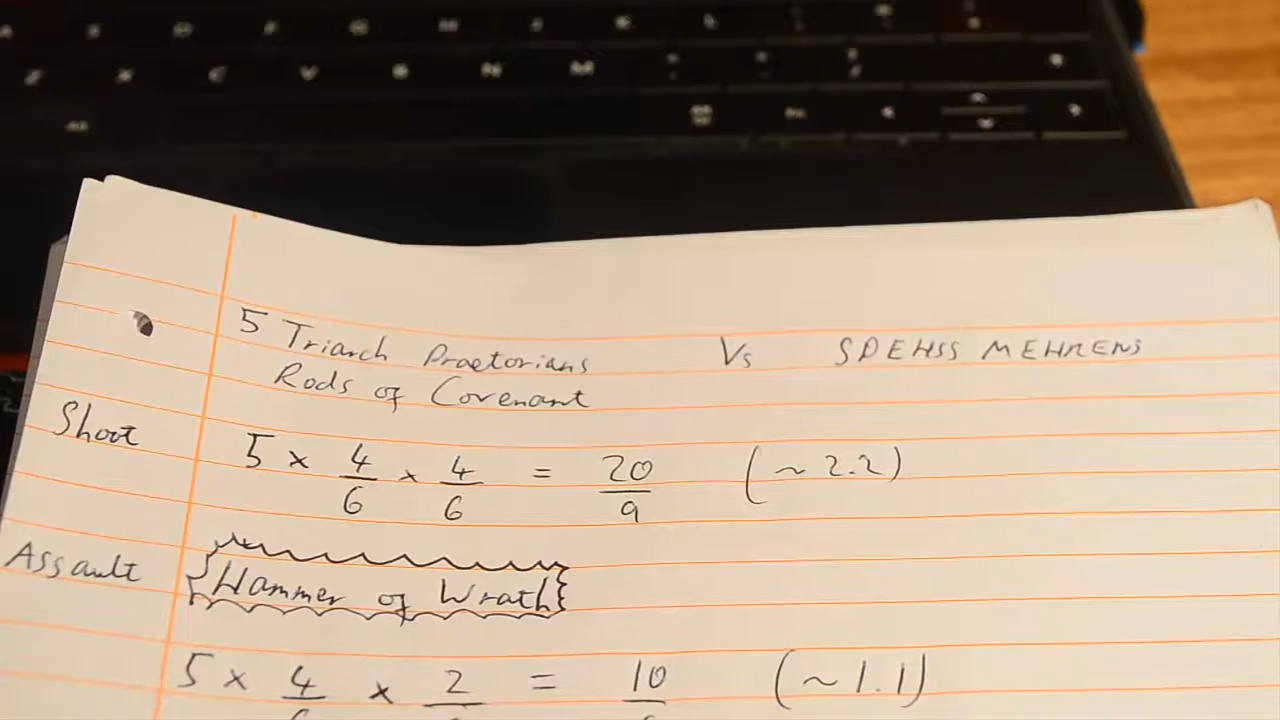 5 Triarch Praetorians Vs SPEHSS MEHRENS
Rods of Covenant
Shoot 5 × 4/6 × 4/6 = 20/9 (~2.2)
Assault Hammer of Wrath
5 × 4/ × 2/ = 10/ (~1.1)